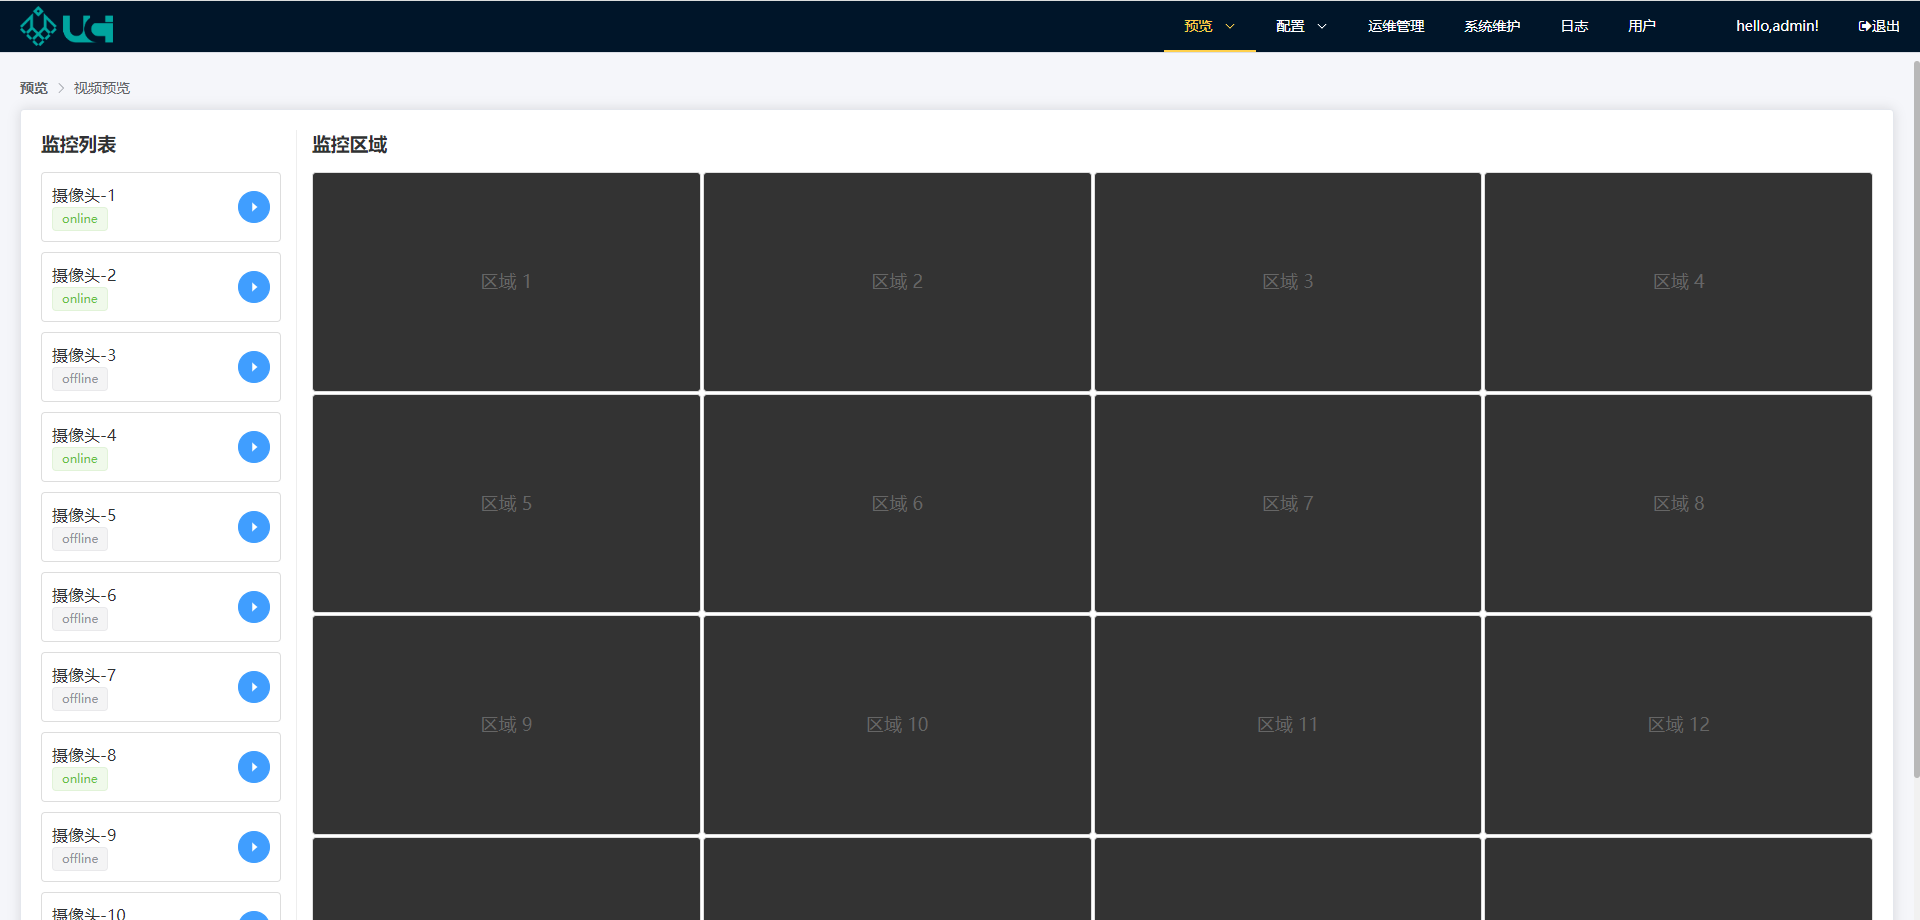 UCI
预览 配置 运维管理 系统维护 日志 用户 hello,admin! 退出
预览 > 视频预览
监控列表
摄像头-1
online
摄像头-2
online
摄像头-3
offline
摄像头-4
online
摄像头-5
offline
摄像头-6
offline
摄像头-7
offline
摄像头-8
online
摄像头-9
offline
摄像头-10
监控区域
区域 1
区域 2
区域 3
区域 4
区域 5
区域 6
区域 7
区域 8
区域 9
区域 10
区域 11
区域 12